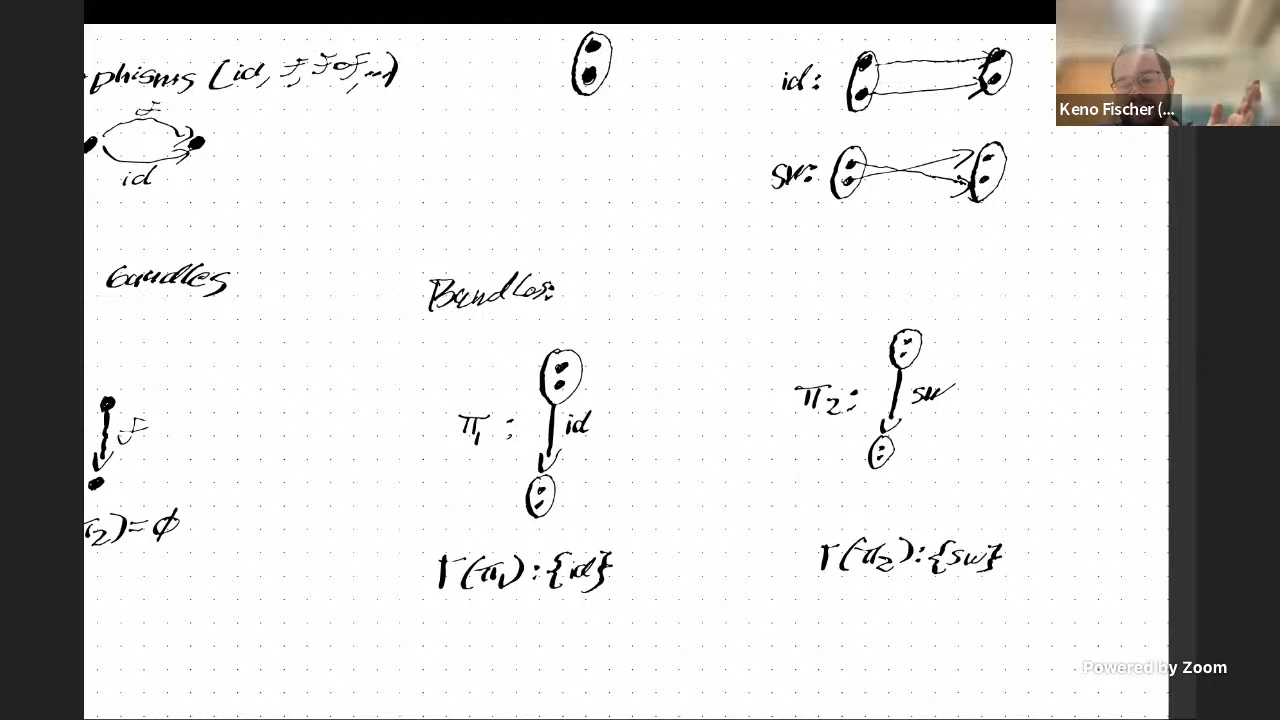 phisms (id, f, f∘f, ...)
f
id
id:
sw:
Keno Fischer (...
bundles
Bundles:
f
π₁ : id
π₂ : sw
π₂) = ∅
Γ(π₁) : {id}
Γ(π₂) : {sw}
Powered by Zoom